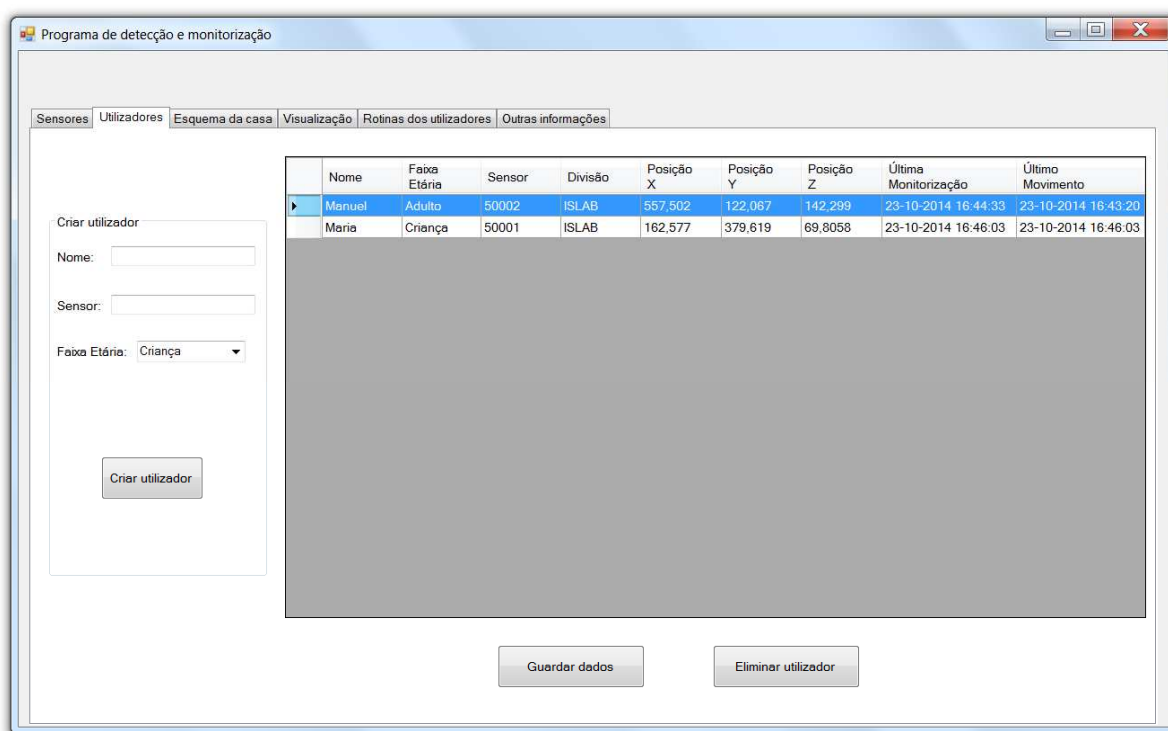 Programa de detecção e monitorização
Sensores Utilizadores Esquema da casa Visualização Rotinas dos utilizadores Outras informações
Nome Faixa Etária Sensor Divisão Posição X Posição Y Posição Z Última Monitorização Último Movimento
Manuel Adulto 50002 ISLAB 557,502 122,067 142,299 23-10-2014 16:44:33 23-10-2014 16:43:20
Maria Criança 50001 ISLAB 162,577 379,619 69,8058 23-10-2014 16:46:03 23-10-2014 16:46:03
Criar utilizador
Nome:
Sensor:
Faixa Etária: Criança
Criar utilizador
Guardar dados Eliminar utilizador